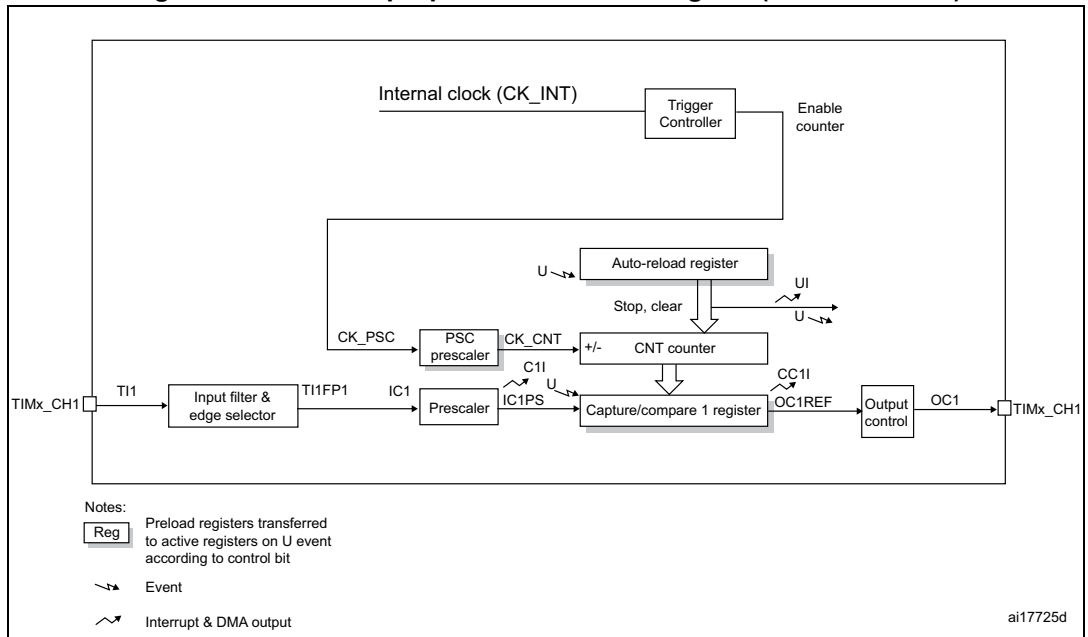 Internal clock (CK_INT)
Trigger
Controller
Enable
counter
Auto-reload register
U
Stop, clear
UI
U
CK_PSC
PSC
prescaler
CK_CNT
+/-
CNT counter
TIMx_CH1
TI1
Input filter &
edge selector
TI1FP1
IC1
Prescaler
C1I
IC1PS
U
Capture/compare 1 register
CC1I
OC1REF
Output
control
OC1
TIMx_CH1
Notes:
Reg
Preload registers transferred
to active registers on U event
according to control bit
Event
Interrupt & DMA output
ai17725d